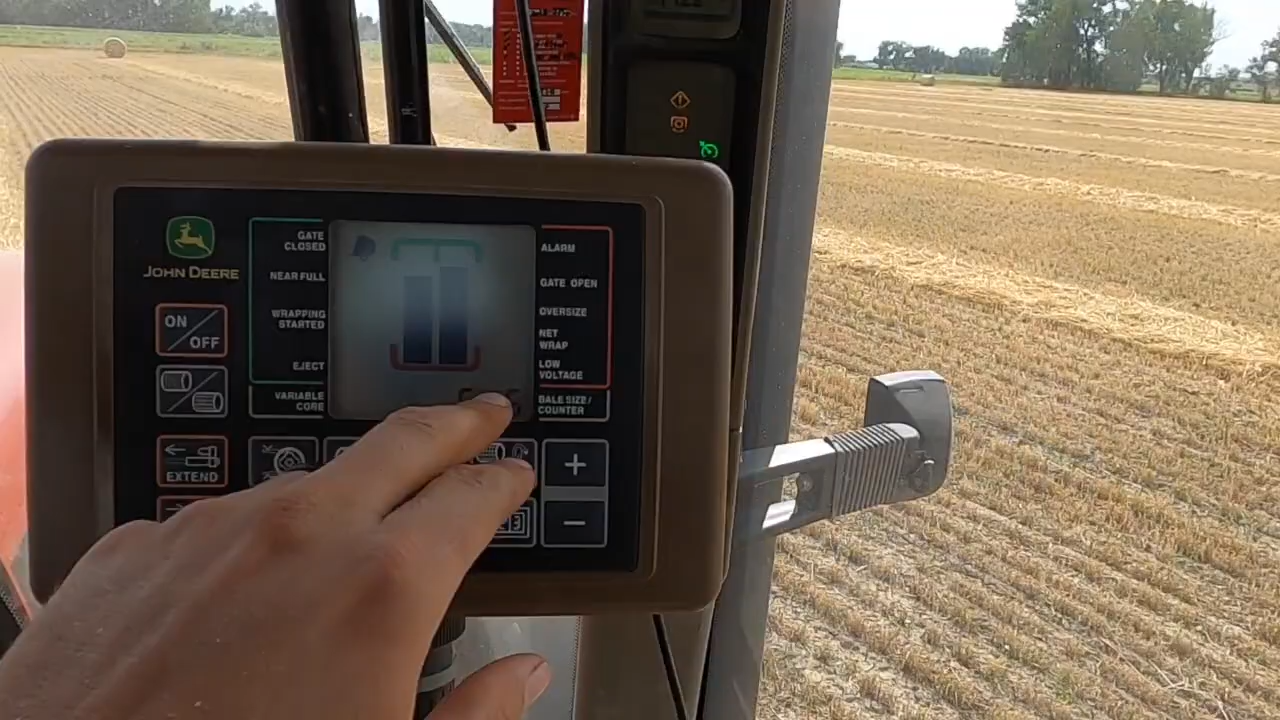 JOHN DEERE
ON
OFF
EXTEND
GATE
CLOSED
NEAR FULL
WRAPPING
STARTED
EJECT
VARIABLE
CORE
ALARM
GATE OPEN
OVERSIZE
NET
WRAP
LOW
VOLTAGE
BALE SIZE/
COUNTER
+
−